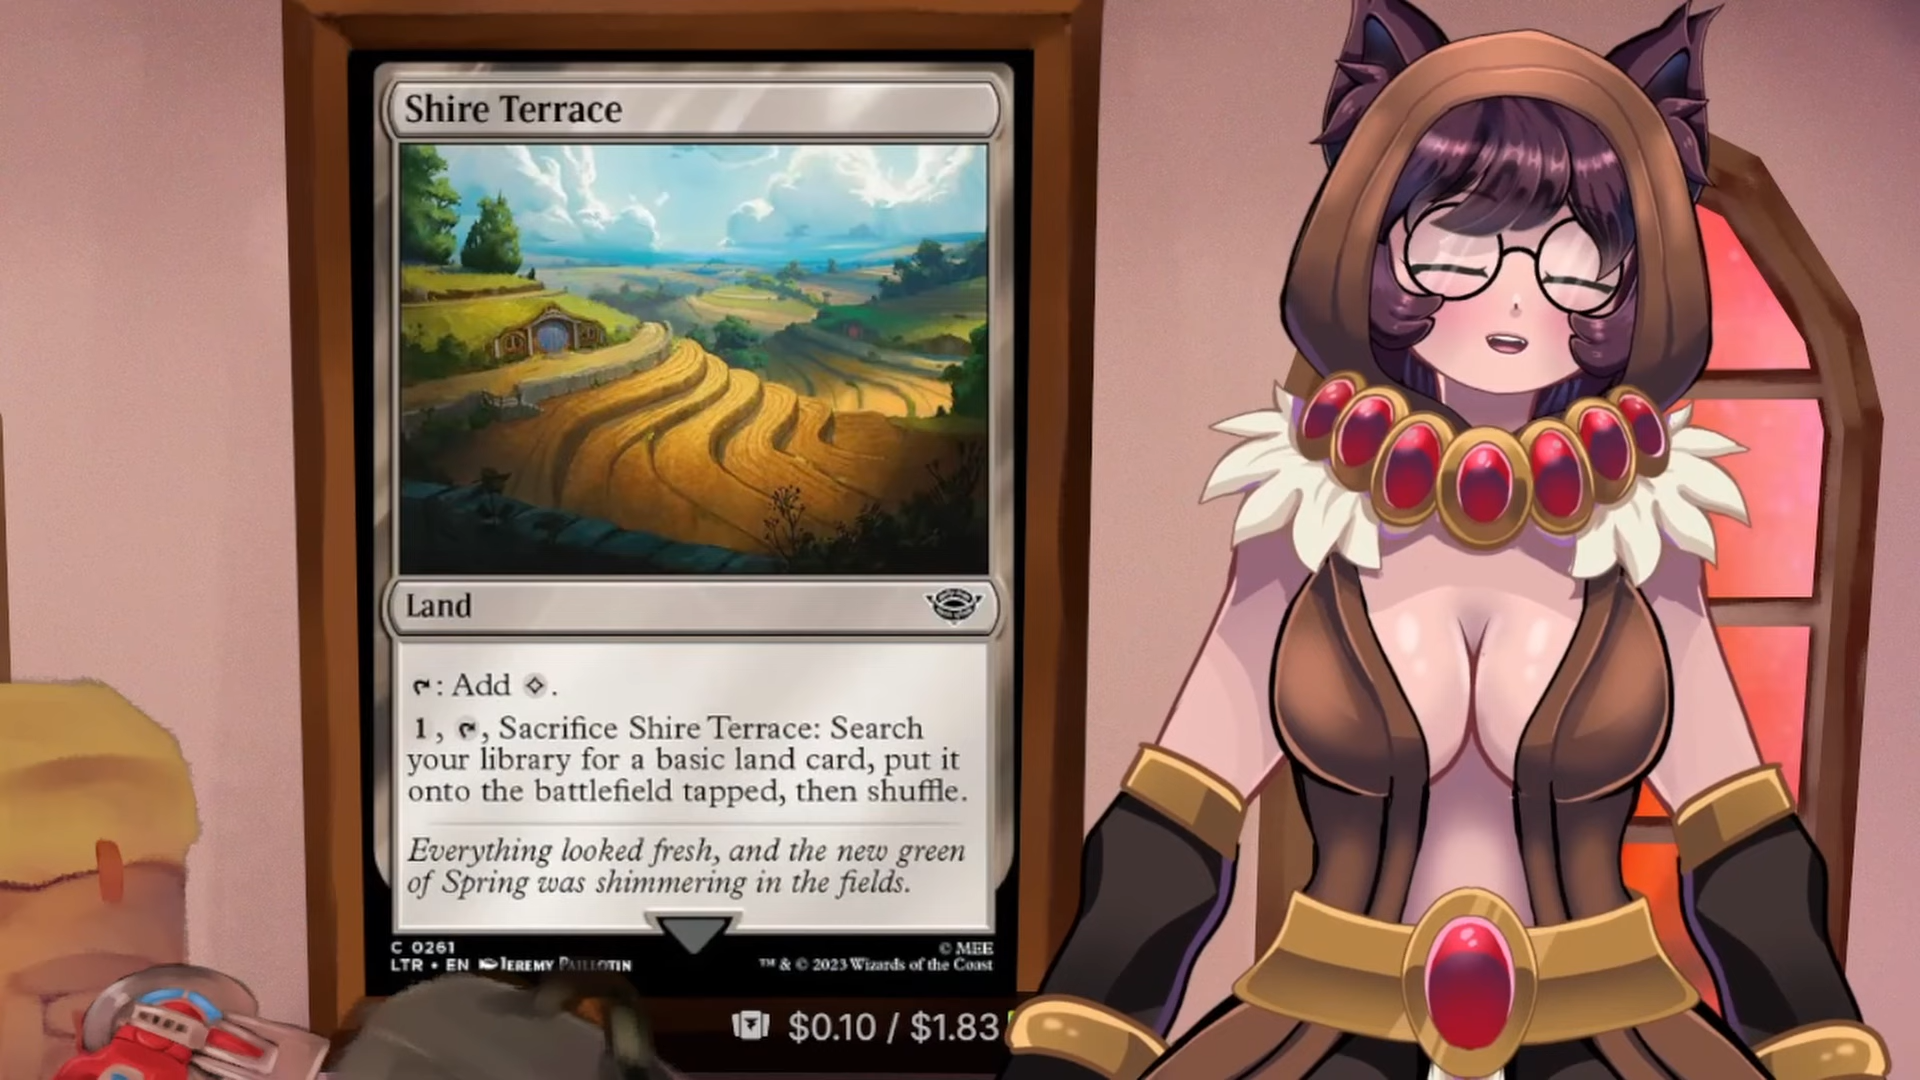 Shire Terrace
Land
: Add .
1, , Sacrifice Shire Terrace: Search
your library for a basic land card, put it
onto the battlefield tapped, then shuffle.
Everything looked fresh, and the new green
of Spring was shimmering in the fields.
C 0261
LTR • EN Jeremy Paillotin
© MEE
™ & © 2023 Wizards of the Coast
$0.10 / $1.83